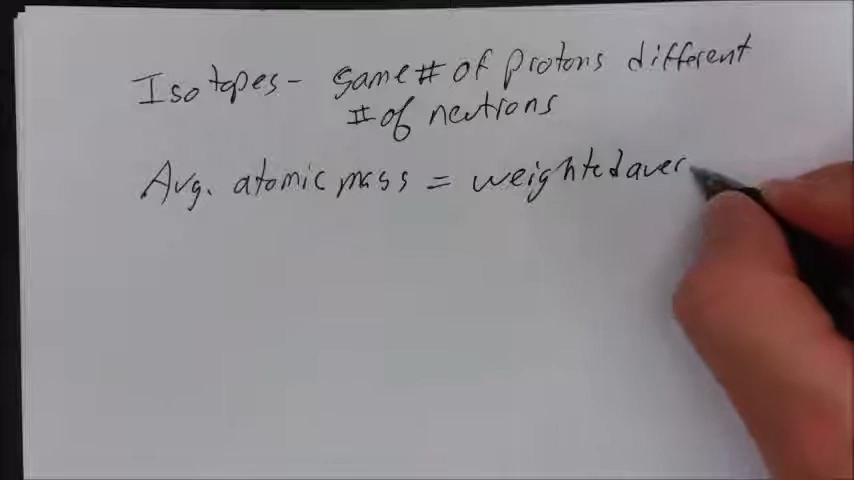 Isotopes- same # of protons different
# of neutrons
Avg. atomic mass = weighted aver